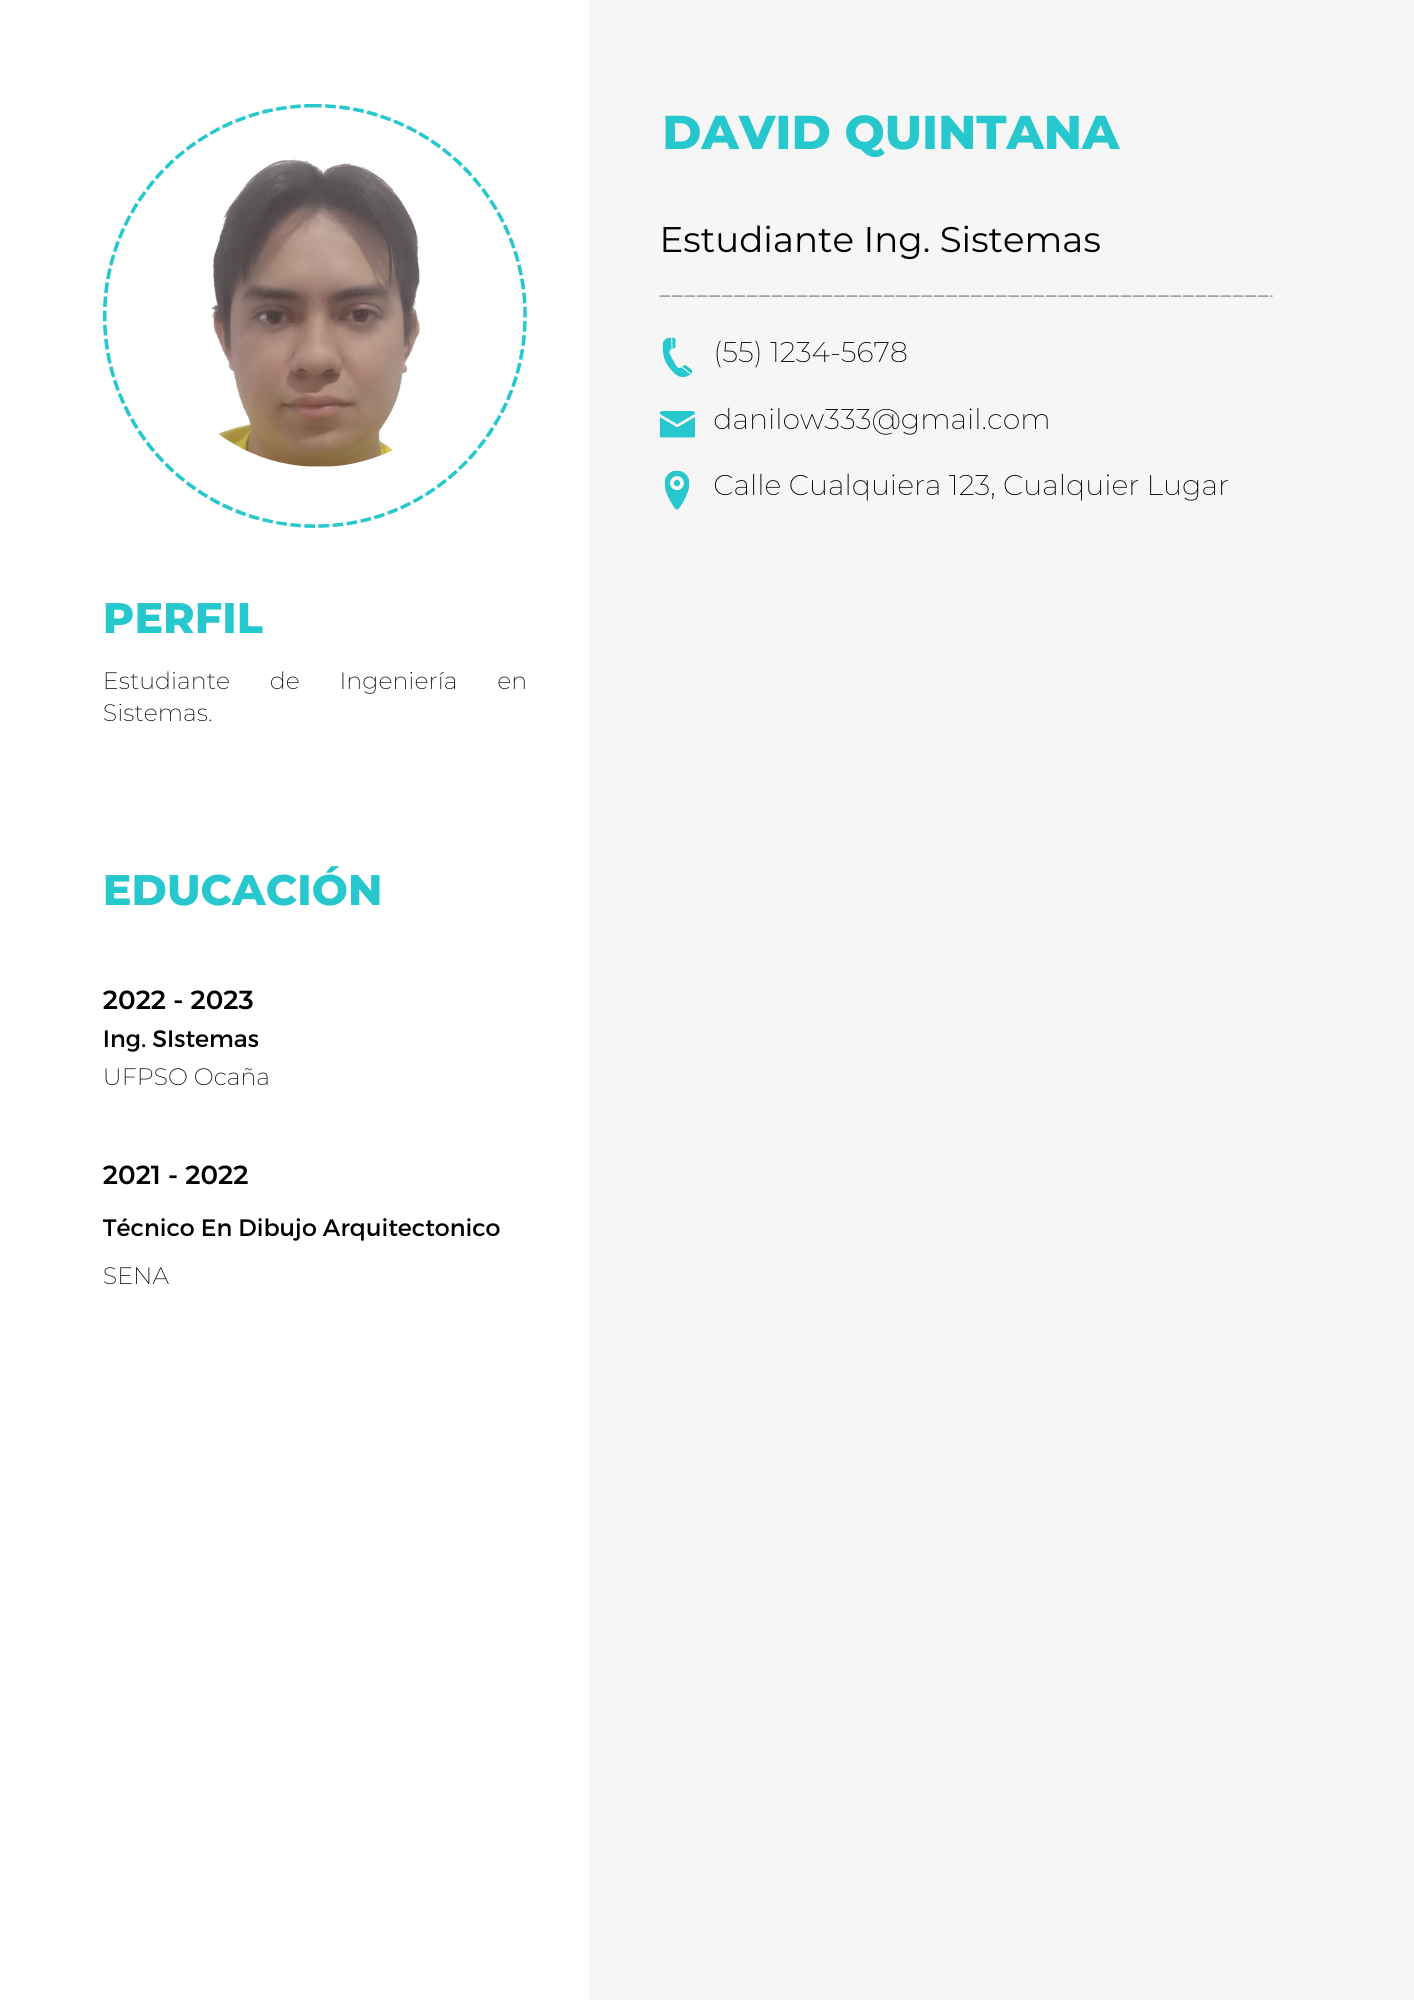 DAVID QUINTANA
Estudiante Ing. Sistemas
(55) 1234-5678
danilow333@gmail.com
Calle Cualquiera 123, Cualquier Lugar
PERFIL
Estudiante de Ingeniería en
Sistemas.
EDUCACIÓN
2022 - 2023
Ing. SIstemas
UFPSO Ocaña
2021 - 2022
Técnico En Dibujo Arquitectonico
SENA